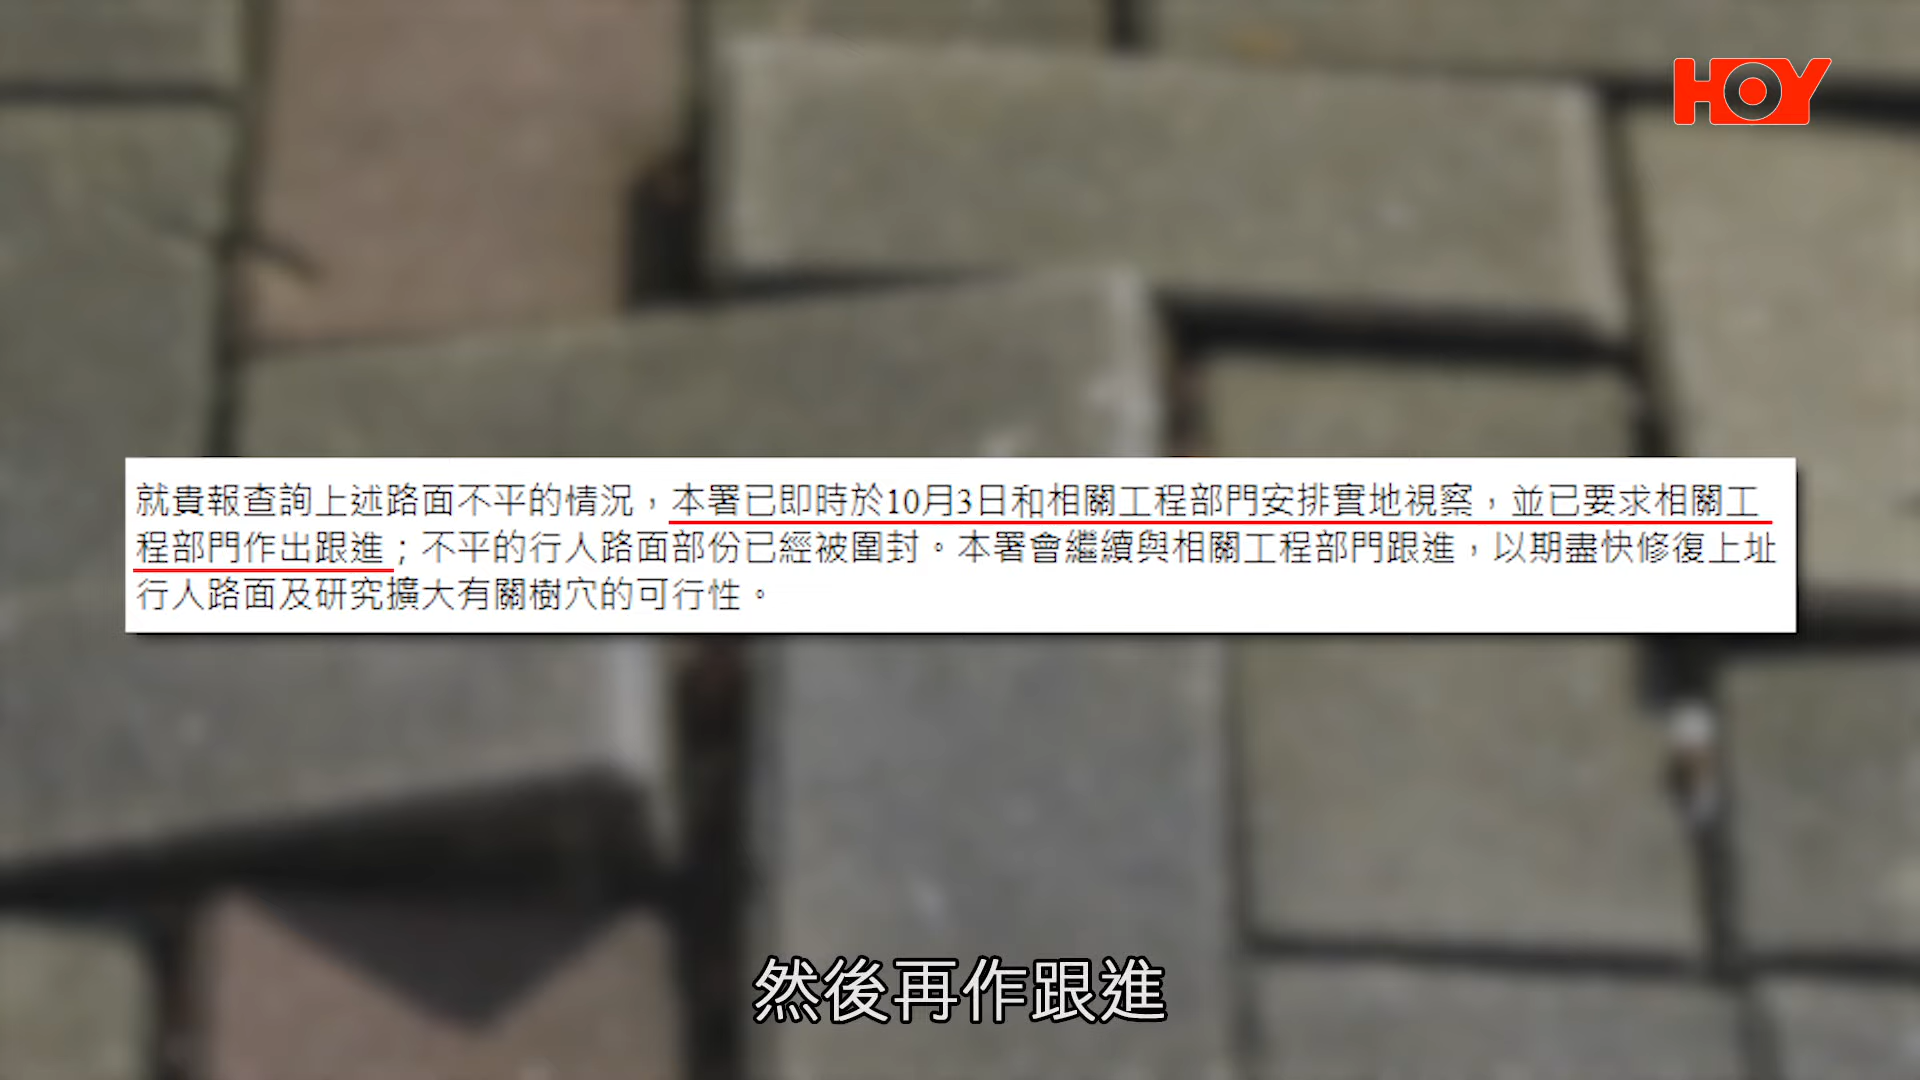 HOY
就貴報查詢上述路面不平的情況，本署已即時於10月3日和相關工程部門安排實地視察，並已要求相關工
程部門作出跟進；不平的行人路面部份已經被圍封。本署會繼續與相關工程部門跟進，以期盡快修復上址
行人路面及研究擴大有關樹穴的可行性。
然後再作跟進